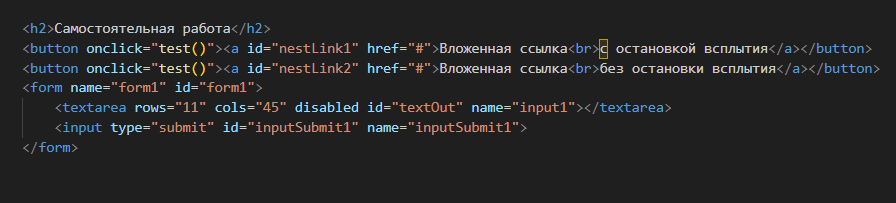 <h2>Самостоятельная работа</h2>
<button onclick="test()"><a id="nestLink1" href="#">Вложенная ссылка<br>с остановкой всплытия</a></button>
<button onclick="test()"><a id="nestLink2" href="#">Вложенная ссылка<br>без остановки всплытия</a></button>
<form name="form1" id="form1">
    <textarea rows="11" cols="45" disabled id="textOut" name="input1"></textarea>
    <input type="submit" id="inputSubmit1" name="inputSubmit1">
</form>